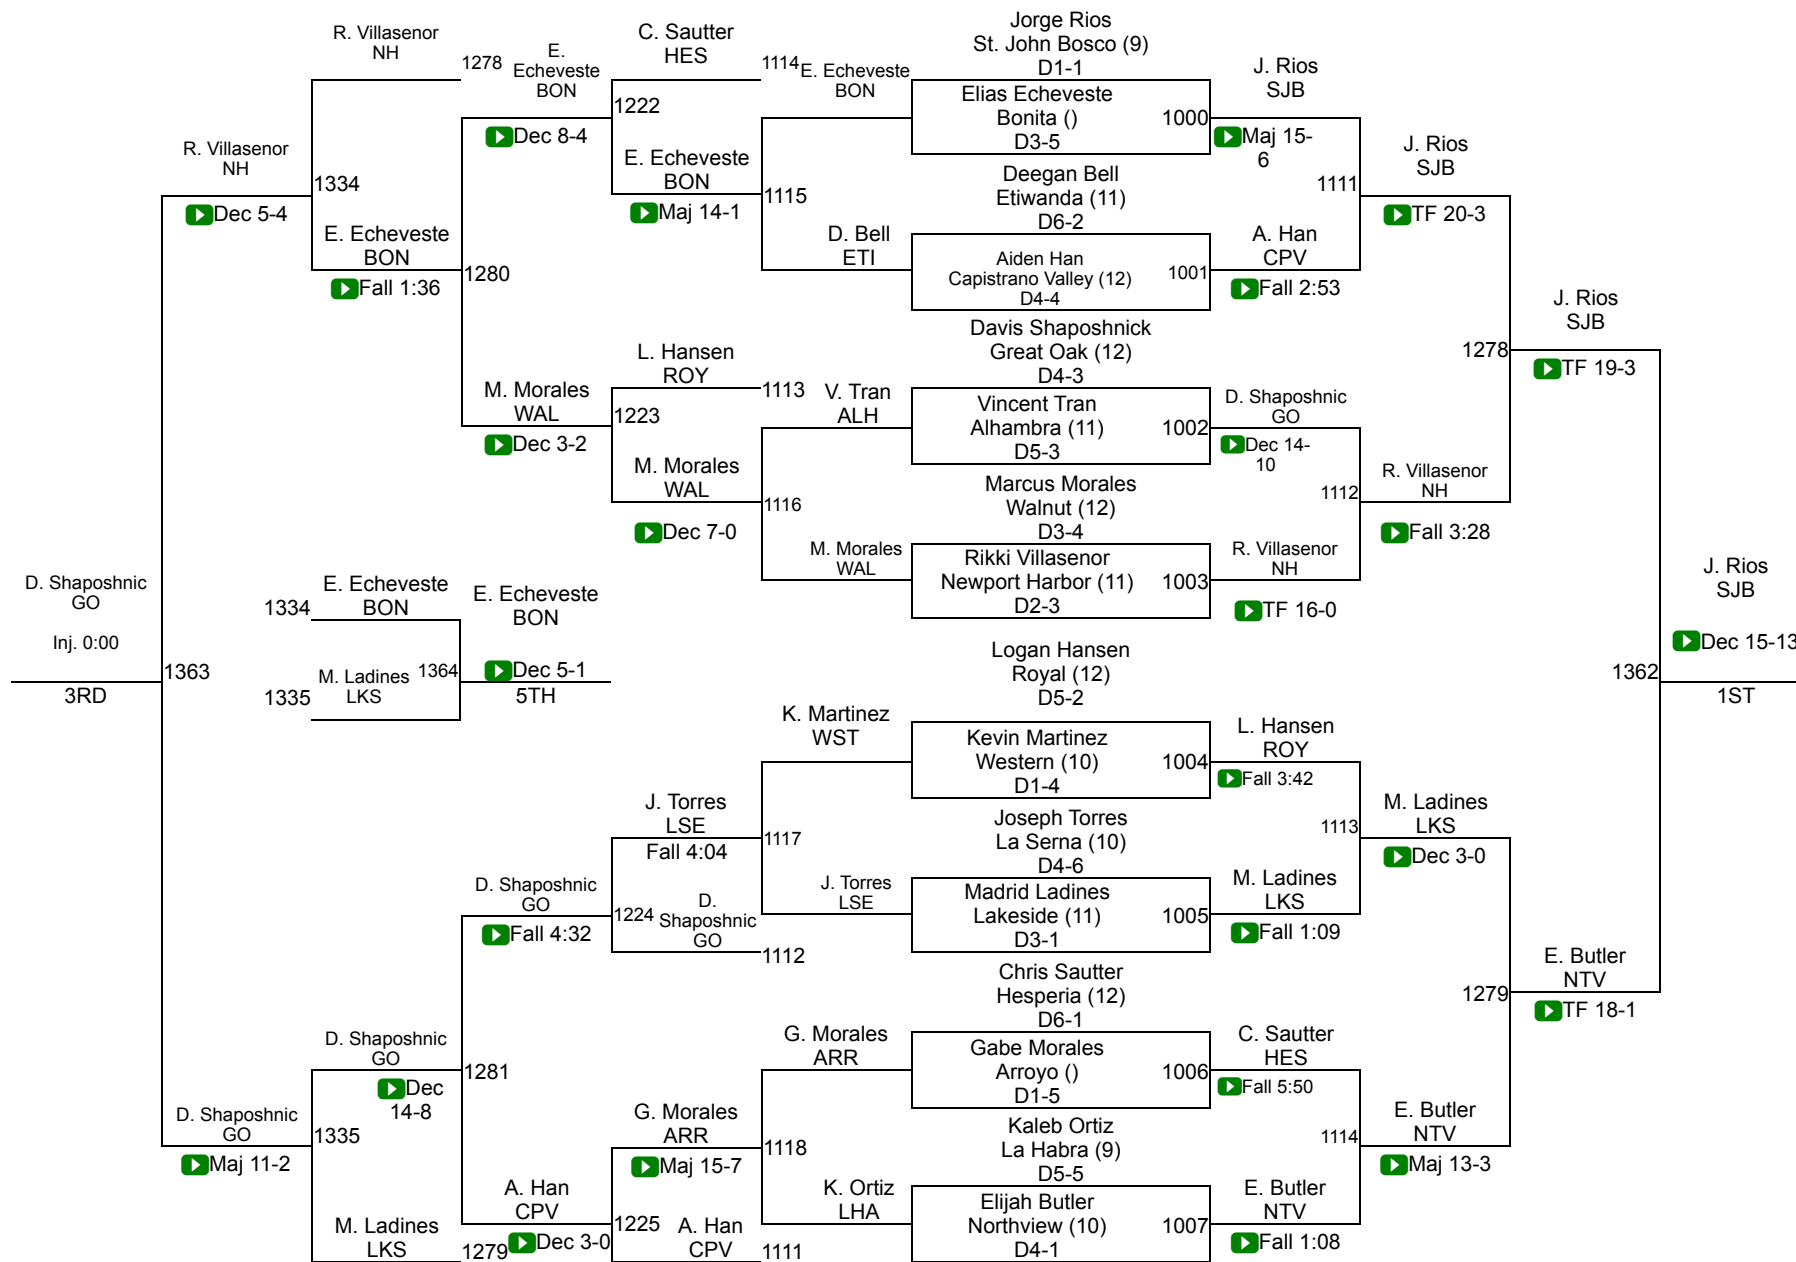 R. Villasenor
NH
1278
E.
Echeveste
BON
C. Sautter
HES
1114
E. Echeveste
BON
Jorge Rios
St. John Bosco (9)
D1-1
J. Rios
SJB
1222
Elias Echeveste
Bonita ()
D3-5
1000
Dec 8-4
Maj 15-
6
R. Villasenor
NH
1334
E. Echeveste
BON
1115
Deegan Bell
Etiwanda (11)
D6-2
1111
J. Rios
SJB
Dec 5-4
Maj 14-1
TF 20-3
E. Echeveste
BON
1280
D. Bell
ETI
Aiden Han
Capistrano Valley (12)
D4-4
1001
A. Han
CPV
Fall 1:36
Fall 2:53
J. Rios
SJB
L. Hansen
ROY
Davis Shaposhnick
Great Oak (12)
D4-3
1278
TF 19-3
M. Morales
WAL
1113
V. Tran
ALH
Vincent Tran
Alhambra (11)
D5-3
1002
D. Shaposhnic
GO
1223
Dec 3-2
Dec 14-
10
M. Morales
WAL
1116
Marcus Morales
Walnut (12)
D3-4
1112
R. Villasenor
NH
Dec 7-0
Fall 3:28
M. Morales
WAL
Rikki Villasenor
Newport Harbor (11)
D2-3
1003
R. Villasenor
NH
TF 16-0
D. Shaposhnic
GO
Inj. 0:00
1334
E. Echeveste
BON
E. Echeveste
BON
J. Rios
SJB
Dec 15-13
1363
3RD
1335
M. Ladines
LKS
1364
Dec 5-1
5TH
Logan Hansen
Royal (12)
D5-2
1362
1ST
K. Martinez
WST
Kevin Martinez
Western (10)
D1-4
1004
L. Hansen
ROY
Fall 3:42
J. Torres
LSE
Fall 4:04
1117
Joseph Torres
La Serna (10)
D4-6
1113
M. Ladines
LKS
Dec 3-0
D. Shaposhnic
GO
1224
D.
Shaposhnic
GO
J. Torres
LSE
Madrid Ladines
Lakeside (11)
D3-1
1005
M. Ladines
LKS
Fall 4:32
1112
Fall 1:09
E. Butler
NTV
Chris Sautter
Hesperia (12)
D6-1
1279
TF 18-1
D. Shaposhnic
GO
1281
G. Morales
ARR
Gabe Morales
Arroyo ()
D1-5
1006
C. Sautter
HES
Dec
14-8
Fall 5:50
D. Shaposhnic
GO
1335
G. Morales
ARR
1118
Kaleb Ortiz
La Habra (9)
D5-5
1114
E. Butler
NTV
Maj 11-2
Maj 15-7
Maj 13-3
A. Han
CPV
1225
K. Ortiz
LHA
Elijah Butler
Northview (10)
D4-1
1007
E. Butler
NTV
M. Ladines
LKS
1279
Dec 3-0
A. Han
CPV
1111
Fall 1:08